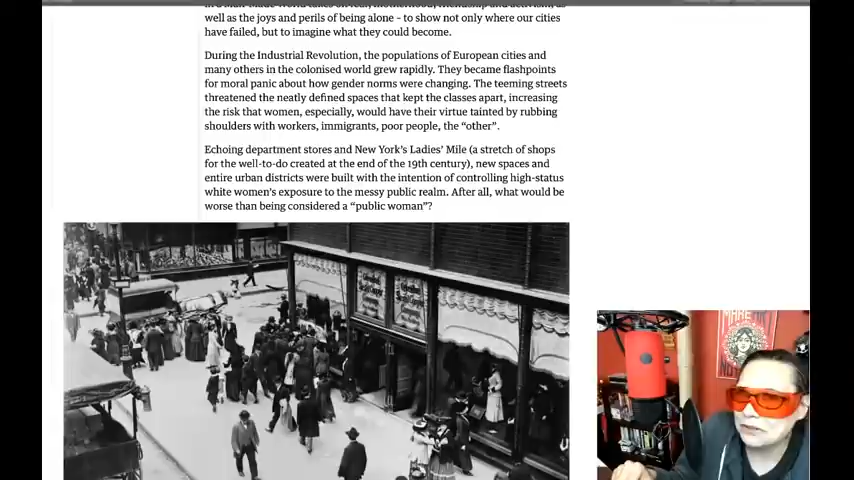 well as the joys and perils of being alone – to show not only where our cities
have failed, but to imagine what they could become.
During the Industrial Revolution, the populations of European cities and
many others in the colonised world grew rapidly. They became flashpoints
for moral panic about how gender norms were changing. The teeming streets
threatened the neatly defined spaces that kept the classes apart, increasing
the risk that women, especially, would have their virtue tainted by rubbing
shoulders with workers, immigrants, poor people, the “other”.
Echoing department stores and New York’s Ladies’ Mile (a stretch of shops
for the well-to-do created at the end of the 19th century), new spaces and
entire urban districts were built with the intention of controlling high-status
white women’s exposure to the messy public realm. After all, what would be
worse than being considered a “public woman”?
MAKE